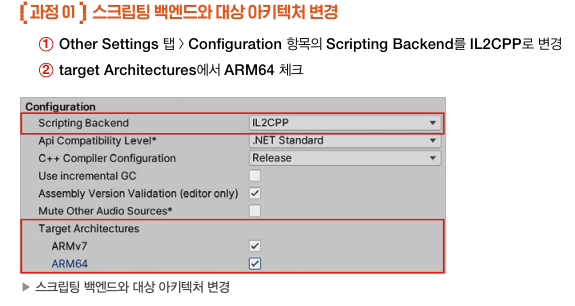 [과정 01] 스크립팅 백엔드와 대상 아키텍처 변경
① Other Settings 탭 > Configuration 항목의 Scripting Backend를 IL2CPP로 변경
② target Architectures에서 ARM64 체크
Configuration
Scripting Backend IL2CPP
Api Compatibility Level* .NET Standard
C++ Compiler Configuration Release
Use incremental GC
Assembly Version Validation (editor only)
Mute Other Audio Sources*
Target Architectures
ARMv7
ARM64
▶ 스크립팅 백엔드와 대상 아키텍처 변경